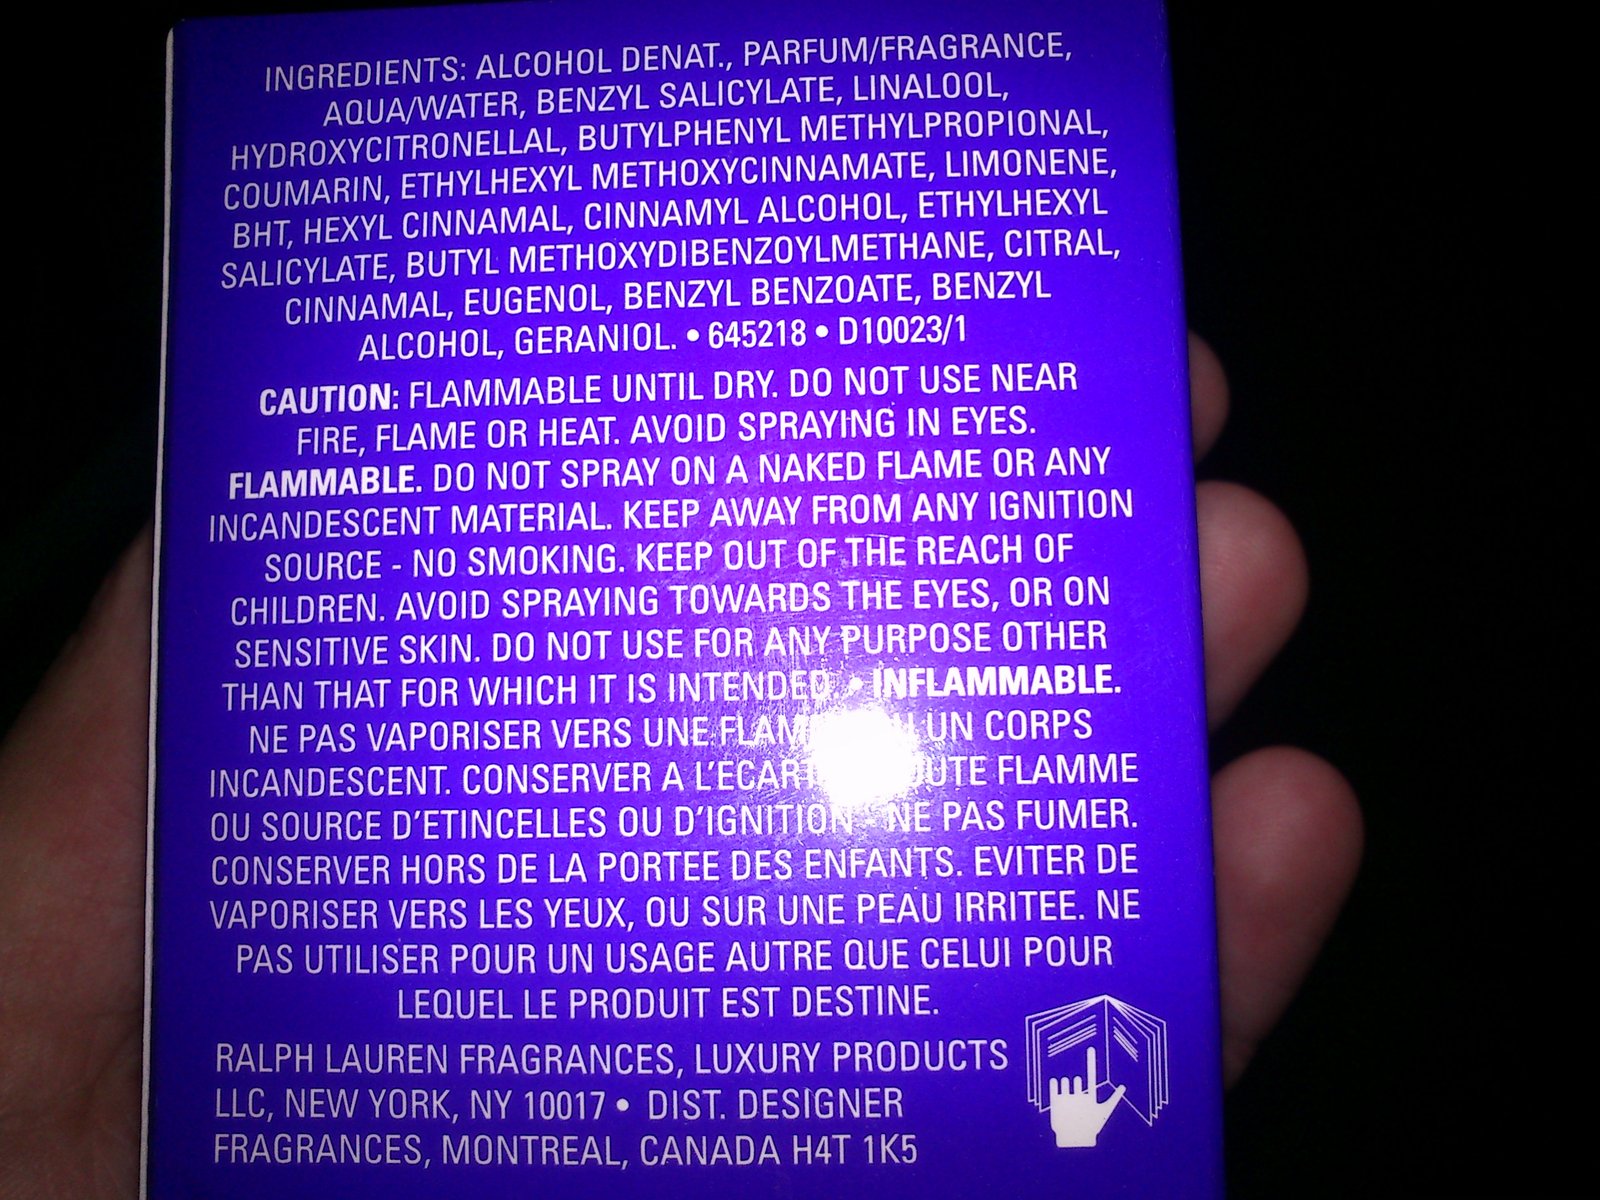 INGREDIENTS: ALCOHOL DENAT., PARFUM/FRAGRANCE,
AQUA/WATER, BENZYL SALICYLATE, LINALOOL,
HYDROXYCITRONELLAL, BUTYLPHENYL METHYLPROPIONAL,
COUMARIN, ETHYLHEXYL METHOXYCINNAMATE, LIMONENE,
BHT, HEXYL CINNAMAL, CINNAMYL ALCOHOL, ETHYLHEXYL
SALICYLATE, BUTYL METHOXYDIBENZOYLMETHANE, CITRAL,
CINNAMAL, EUGENOL, BENZYL BENZOATE, BENZYL
ALCOHOL, GERANIOL. • 645218 • D10023/1
CAUTION: FLAMMABLE UNTIL DRY. DO NOT USE NEAR
FIRE, FLAME OR HEAT. AVOID SPRAYING IN EYES.
FLAMMABLE. DO NOT SPRAY ON A NAKED FLAME OR ANY
INCANDESCENT MATERIAL. KEEP AWAY FROM ANY IGNITION
SOURCE - NO SMOKING. KEEP OUT OF THE REACH OF
CHILDREN. AVOID SPRAYING TOWARDS THE EYES, OR ON
SENSITIVE SKIN. DO NOT USE FOR ANY PURPOSE OTHER
THAN THAT FOR WHICH IT IS INTENDED • INFLAMMABLE.
NE PAS VAPORISER VERS UNE UN CORPS
INCANDESCENT. CONSERVER A FLAMME
OU SOURCE D'ETINCELLES OU D'IGNITION - NE PAS FUMER.
CONSERVER HORS DE LA PORTEE DES ENFANTS. EVITER DE
VAPORISER VERS LES YEUX, OU SUR UNE PEAU IRRITEE. NE
PAS UTILISER POUR UN USAGE AUTRE QUE CELUI POUR
LEQUEL LE PRODUIT EST DESTINE.
RALPH LAUREN FRAGRANCES, LUXURY PRODUCTS
LLC, NEW YORK, NY 10017 • DIST. DESIGNER
FRAGRANCES, MONTREAL, CANADA H4T 1K5